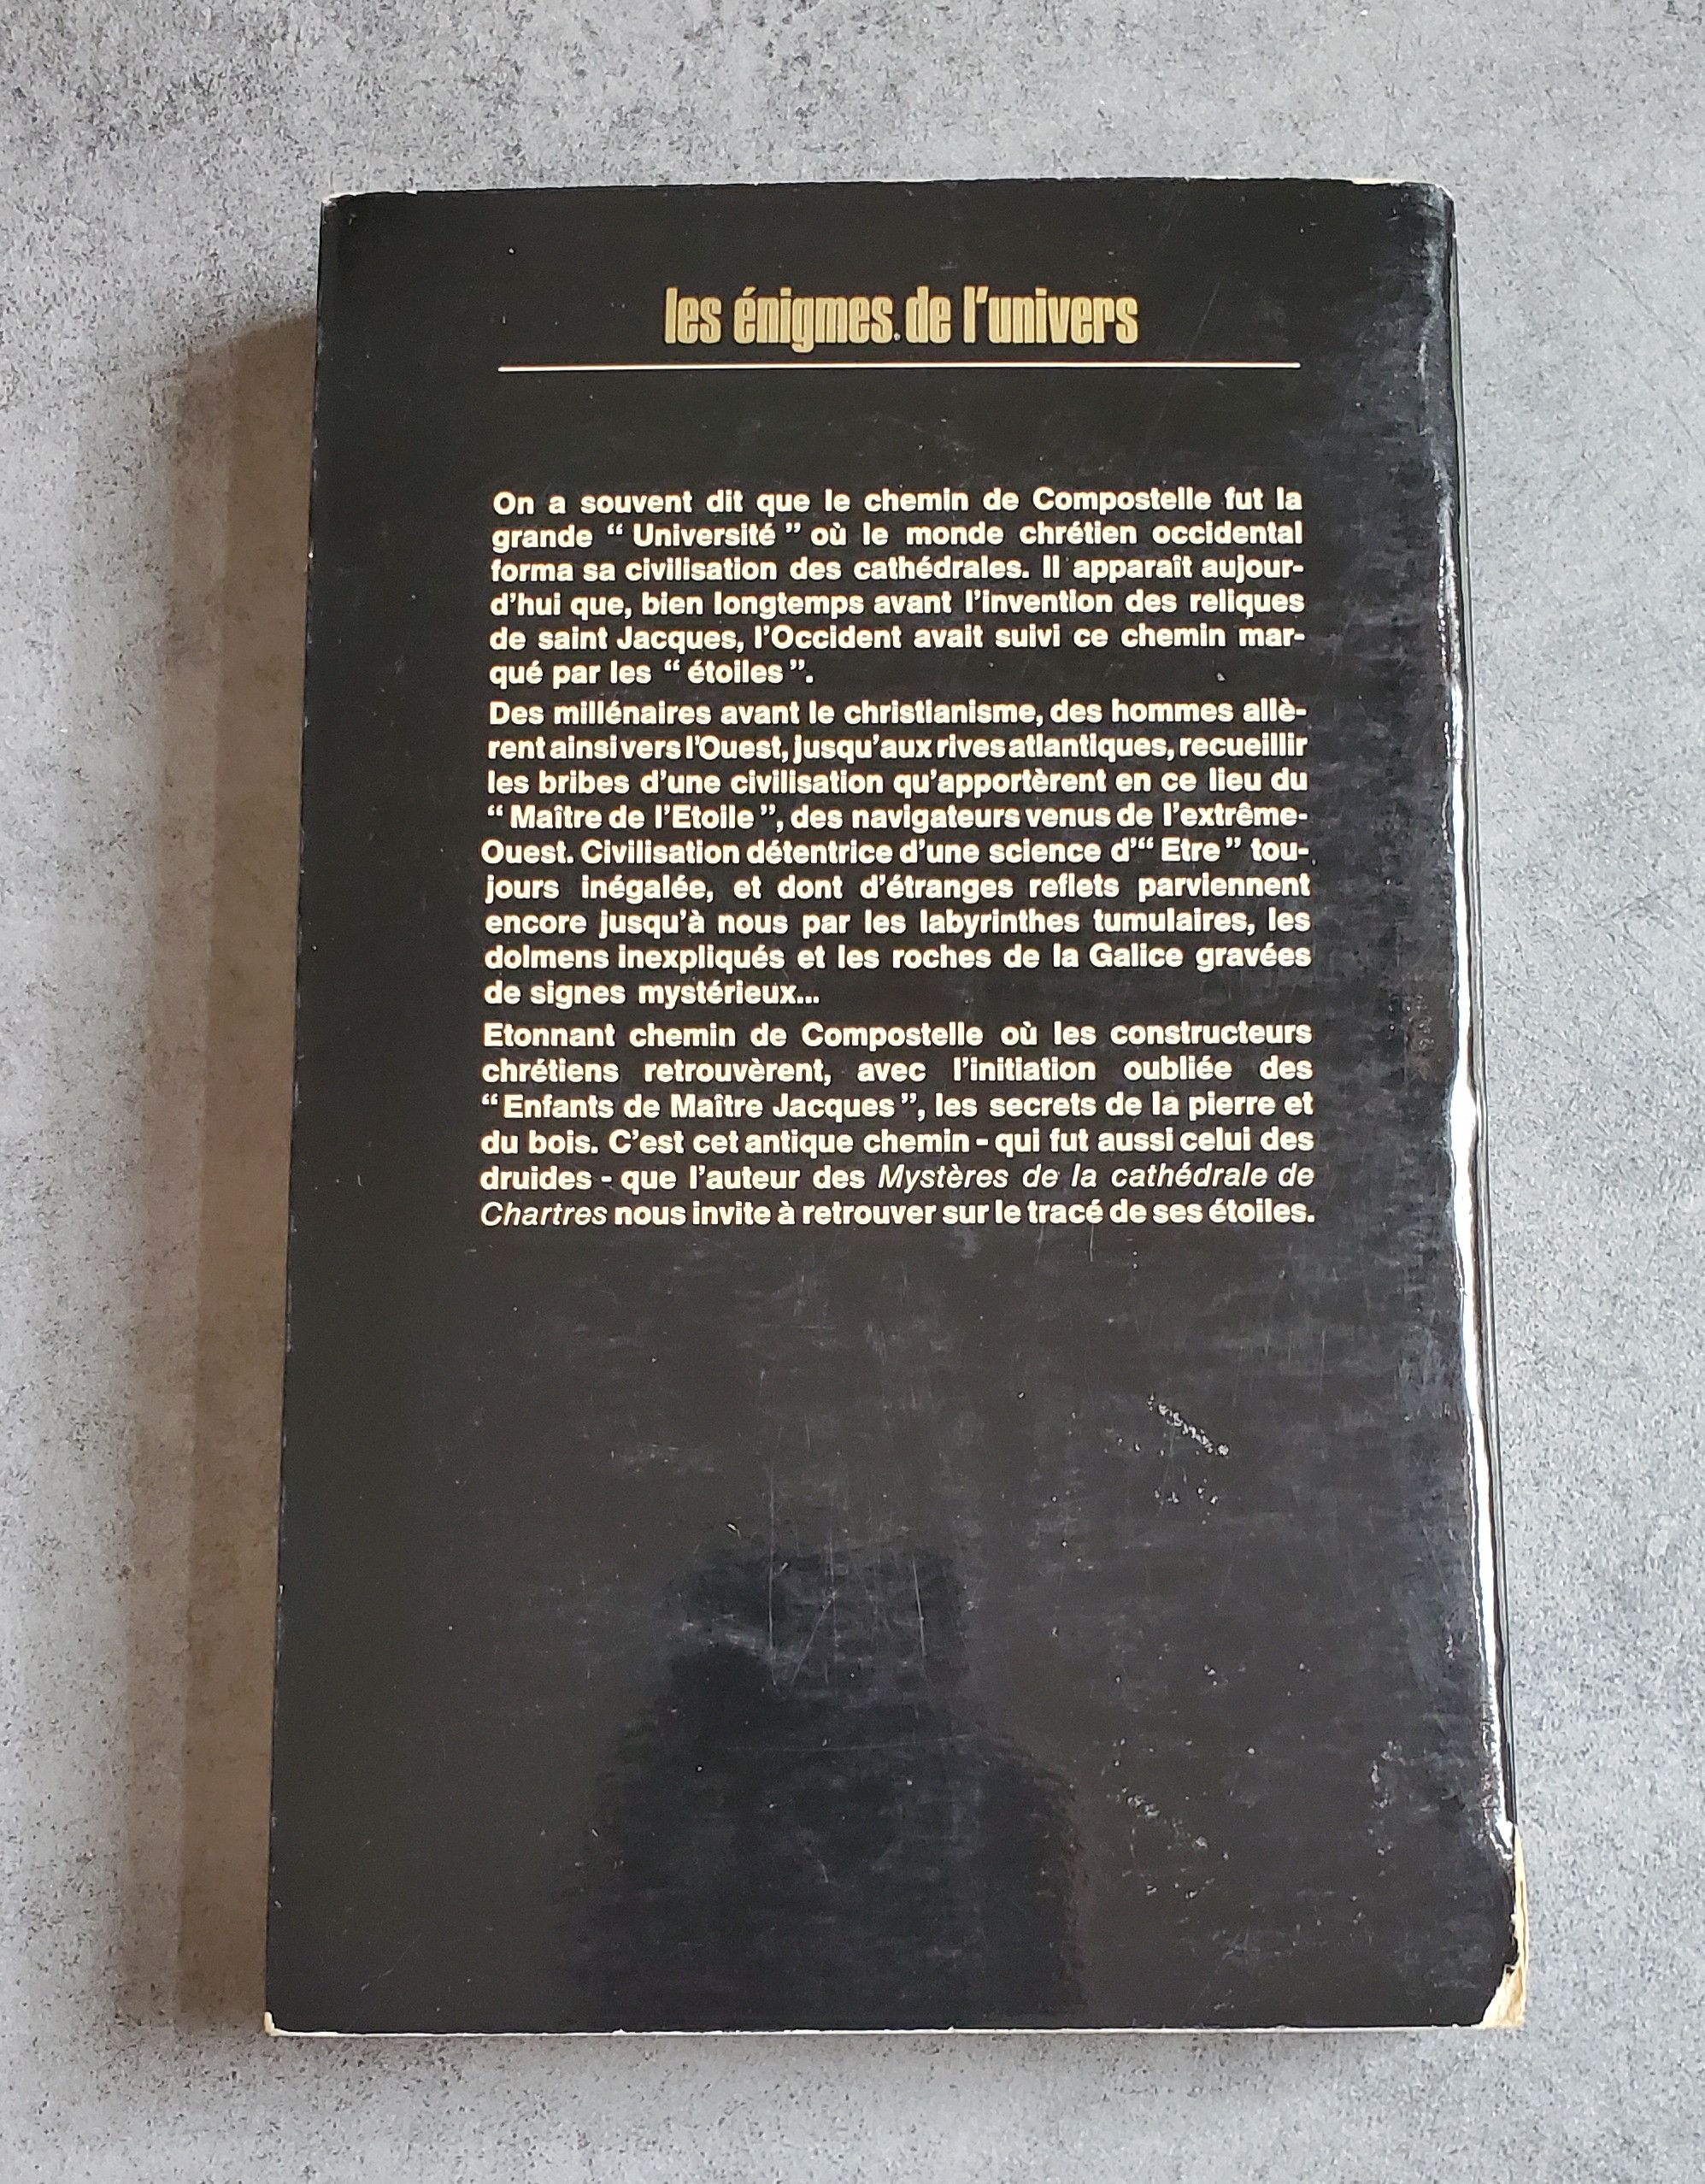 les énigmes de l'univers
On a souvent dit que le chemin de Compostelle fut la
grande “ Université ” où le monde chrétien occidental
forma sa civilisation des cathédrales. Il apparaît aujour-
d'hui que, bien longtemps avant l'invention des reliques
de saint Jacques, l'Occident avait suivi ce chemin mar-
qué par les “ étoiles ”.
Des millénaires avant le christianisme, des hommes allè-
rent ainsi vers l'Ouest, jusqu'aux rives atlantiques, recueillir
les bribes d'une civilisation qu'apportèrent en ce lieu du
“ Maître de l'Etoile ”, des navigateurs venus de l'extrême-
Ouest. Civilisation détentrice d'une science d'“ Etre ” tou-
jours inégalée, et dont d'étranges reflets parviennent
encore jusqu'à nous par les labyrinthes tumulaires, les
dolmens inexpliqués et les roches de la Galice gravées
de signes mystérieux...
Etonnant chemin de Compostelle où les constructeurs
chrétiens retrouvèrent, avec l'initiation oubliée des
“ Enfants de Maître Jacques ”, les secrets de la pierre et
du bois. C'est cet antique chemin - qui fut aussi celui des
druides - que l'auteur des Mystères de la cathédrale de
Chartres nous invite à retrouver sur le tracé de ses étoiles.